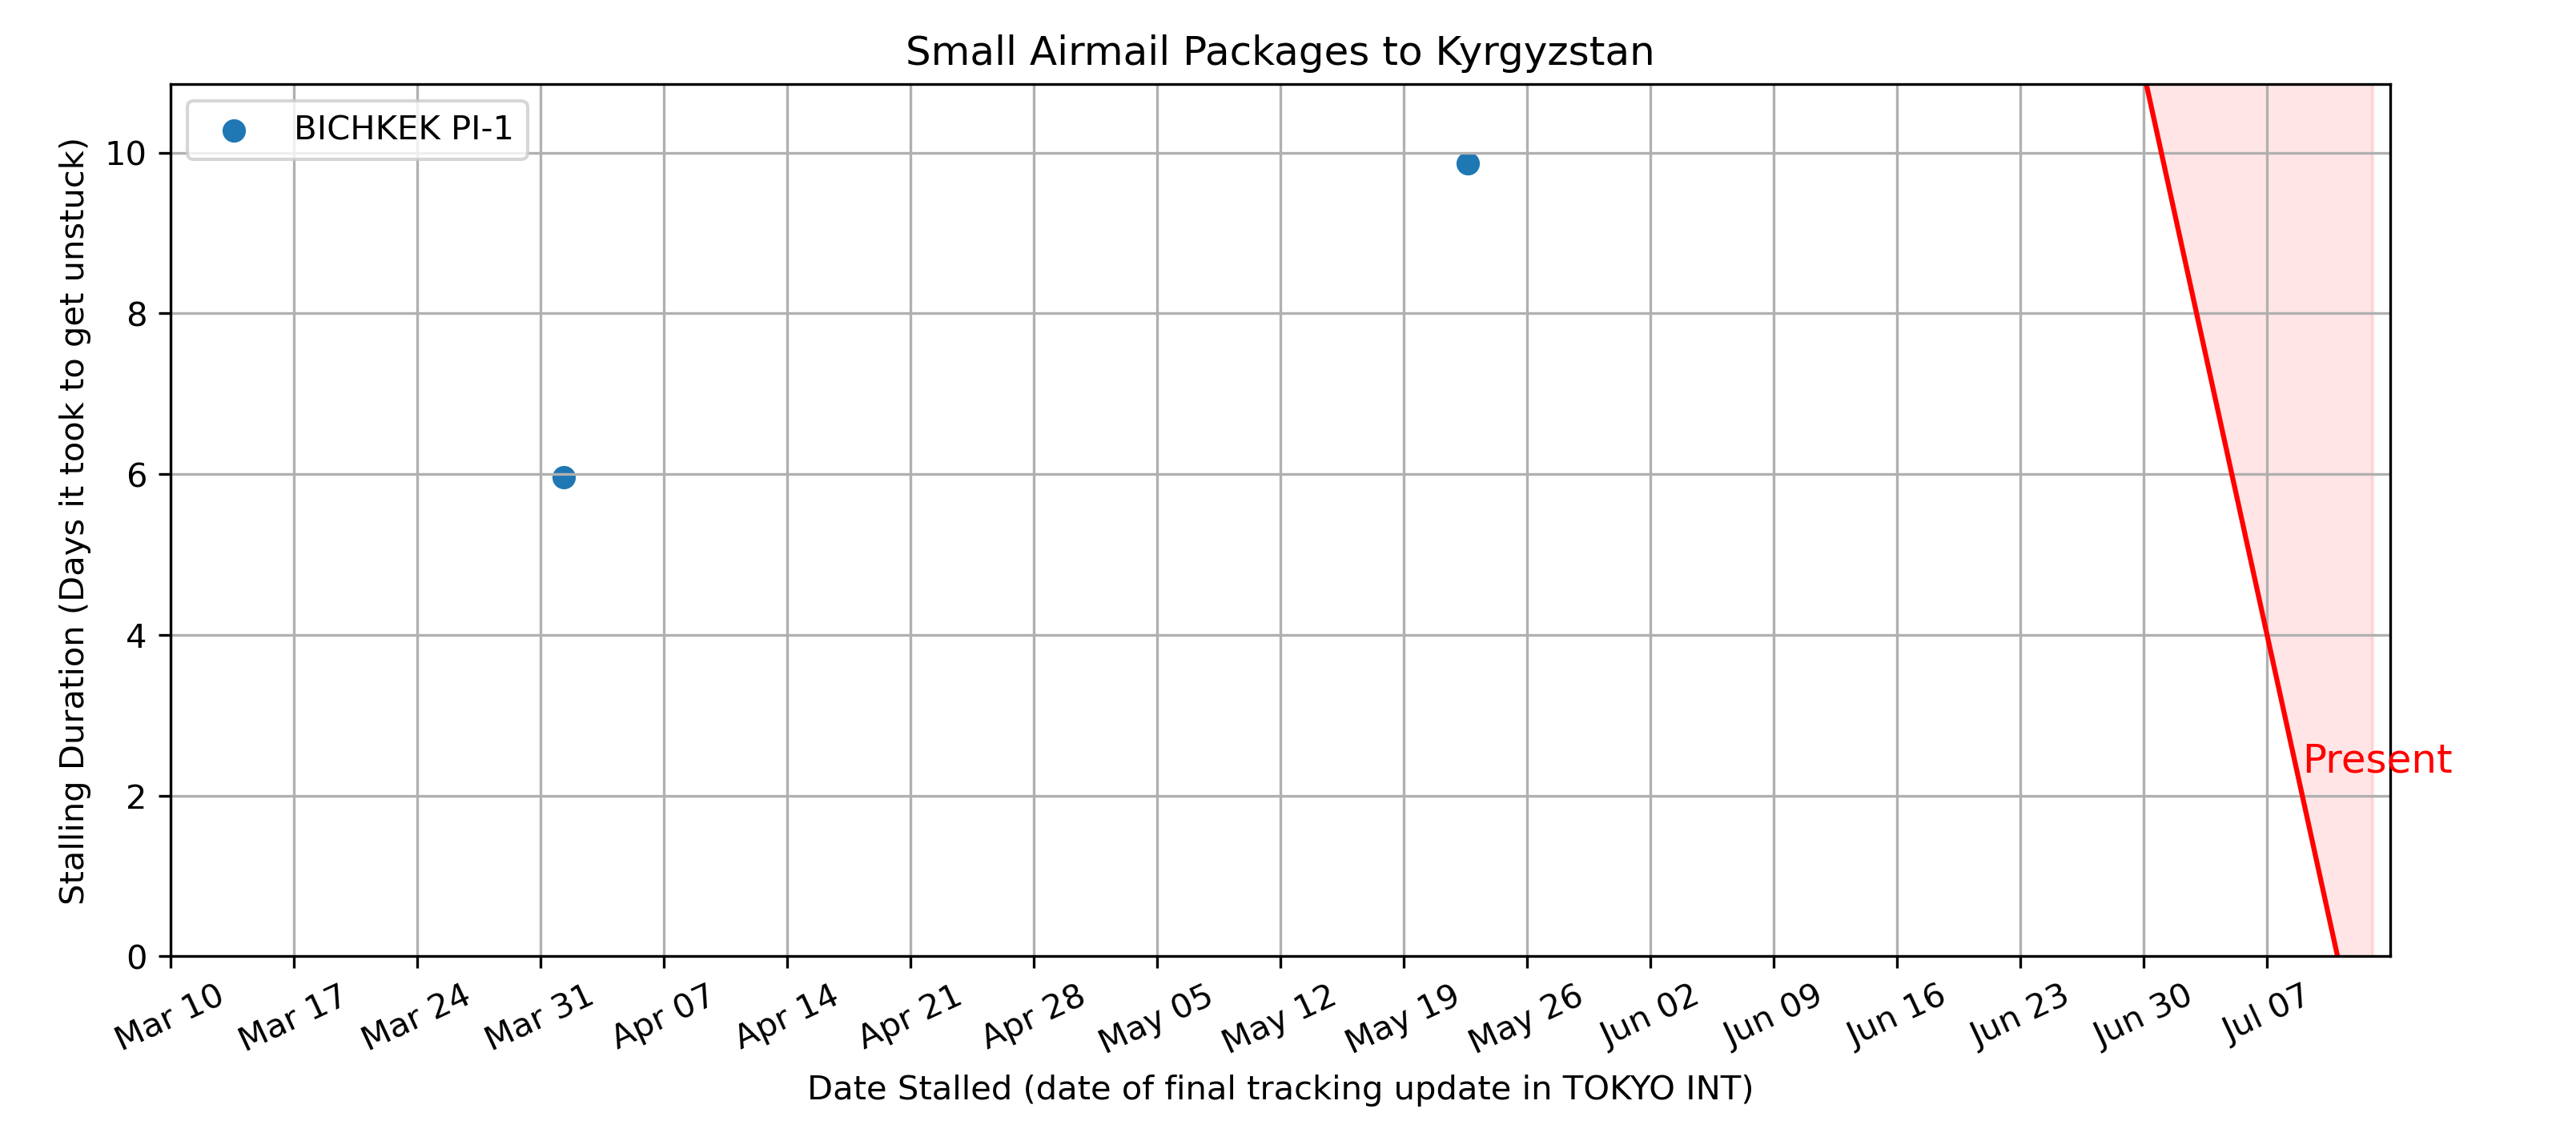 Small Airmail Packages to Kyrgyzstan
BICHKEK PI-1
Stalling Duration (Days it took to get unstuck)
10
8
6
4
2
0
Present
Mar 10
Mar 17
Mar 24
Mar 31
Apr 07
Apr 14
Apr 21
Apr 28
May 05
May 12
May 19
May 26
Jun 02
Jun 09
Jun 16
Jun 23
Jun 30
Jul 07
Date Stalled (date of final tracking update in TOKYO INT)